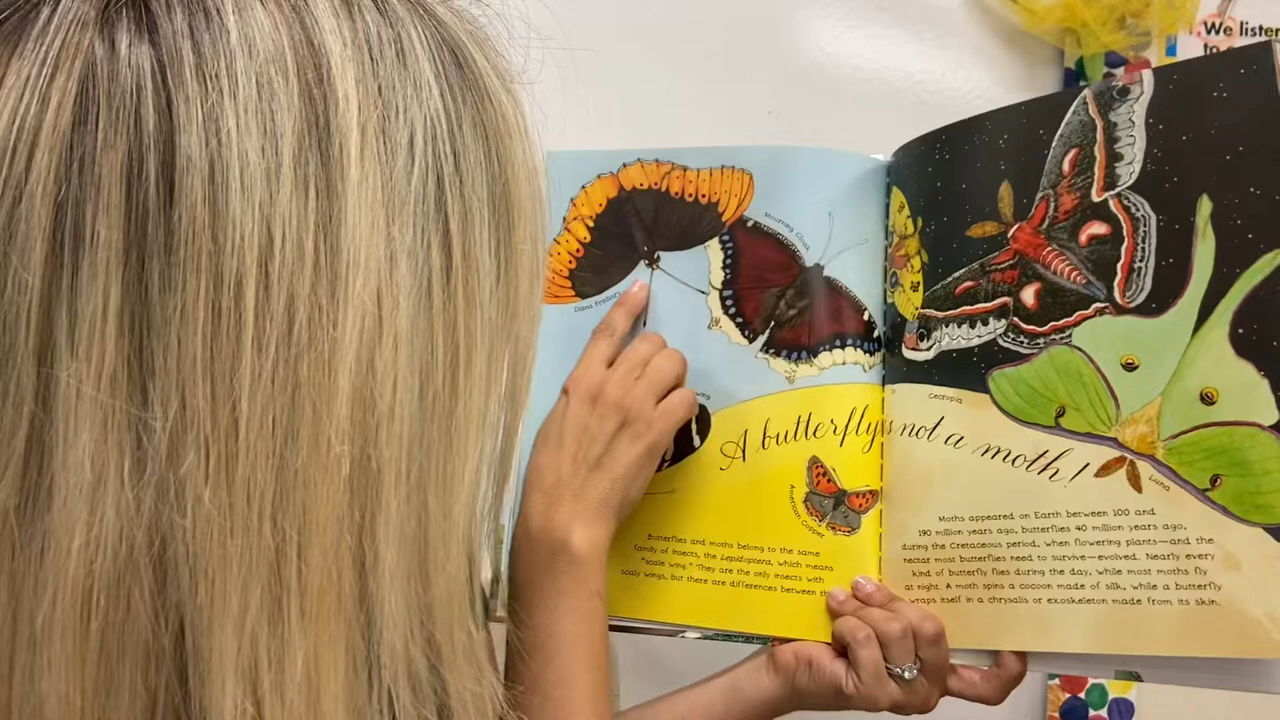 We listen
Mourning Cloak
Diana Fritillary
Cecropia
A butterfly is not a moth!
Luna
American Copper
Butterflies and moths belong to the same
family of insects, the Lepidoptera, which means
"scale wing." They are the only insects with
scaly wings, but there are differences between
Moths appeared on Earth between 100 and
190 million years ago, butterflies 40 million years ago,
during the Cretaceous period, when flowering plants—and the
nectar most butterflies need to survive—evolved. Nearly every
kind of butterfly flies during the day, while most moths fly
at night. A moth spins a cocoon made of silk, while a butterfly
wraps itself in a chrysalis or exoskeleton made from its skin.